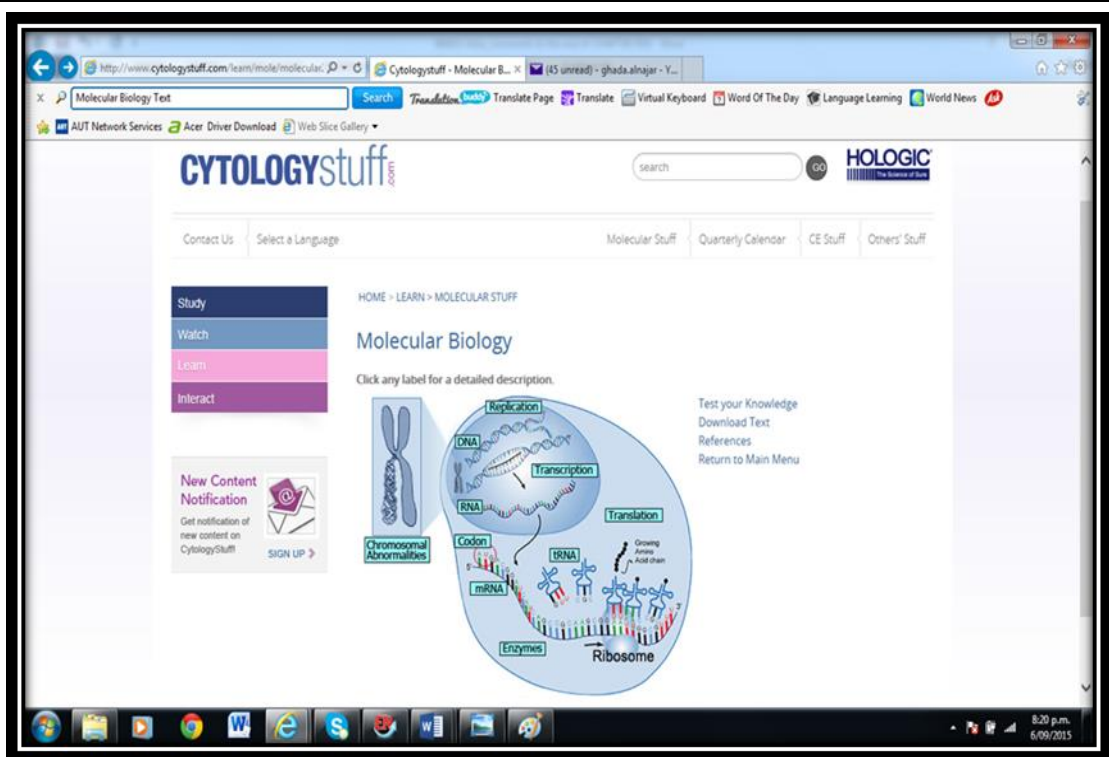 http://www.cytologystuff.com/learn/mole/molecular.
Cytologystuff - Molecular B...
(45 unread) - ghada.alnajar - Y...
x Molecular Biology Text Search Translation buddy Translate Page Translate Virtual Keyboard Word Of The Day Language Learning World News Ask
AUT Network Services Acer Driver Download Web Slice Gallery
CYTOLOGYstuff.com
search
GO
HOLOGIC
The Science of Sure
Contact Us Select a Language Molecular Stuff Quarterly Calendar CE Stuff Others' Stuff
Study
Watch
Learn
Interact
New Content
Notification
Get notification of
new content on
CytologyStuff!
SIGN UP
HOME > LEARN > MOLECULAR STUFF
Molecular Biology
Click any label for a detailed description.
Replication
DNA
Transcription
RNA
Translation
Chromosomal
Abnormalities
Codon
tRNA
Growing
Amino
Acid chain
5'
mRNA
3'
Enzymes
Ribosome
Test your Knowledge
Download Text
References
Return to Main Menu
8:20 p.m.
6/09/2015